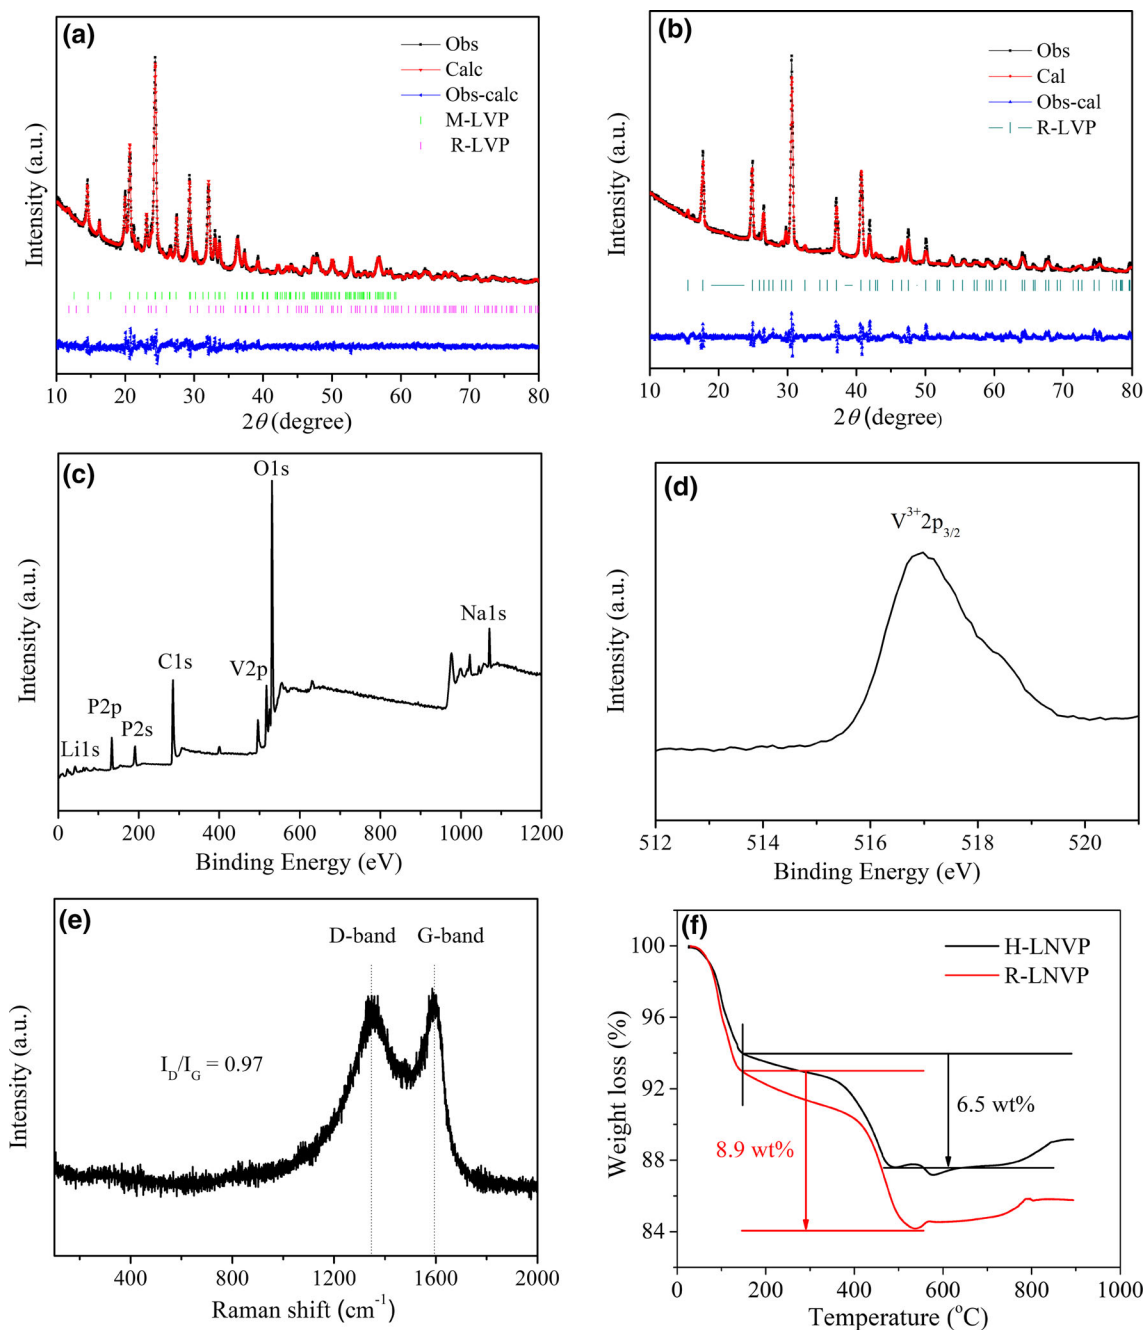 (a)
Obs
Calc
Obs-calc
M-LVP
R-LVP
Intensity (a.u.)
10 20 30 40 50 60 70 80
2θ (degree)
(b)
Obs
Cal
Obs-cal
R-LVP
Intensity (a.u.)
10 20 30 40 50 60 70 80
2θ (degree)
(c)
O1s
Na1s
C1s
V2p
P2p
P2s
Li1s
Intensity (a.u.)
0 200 400 600 800 1000 1200
Binding Energy (eV)
(d)
V³⁺2p₃/₂
Intensity (a.u.)
512 514 516 518 520
Binding Energy (eV)
(e)
D-band G-band
I_D/I_G = 0.97
Intensity (a.u.)
400 800 1200 1600 2000
Raman shift (cm⁻¹)
(f)
H-LNVP
R-LNVP
100
96
92
88
84
6.5 wt%
8.9 wt%
Weight loss (%)
0 200 400 600 800 1000
Temperature (°C)